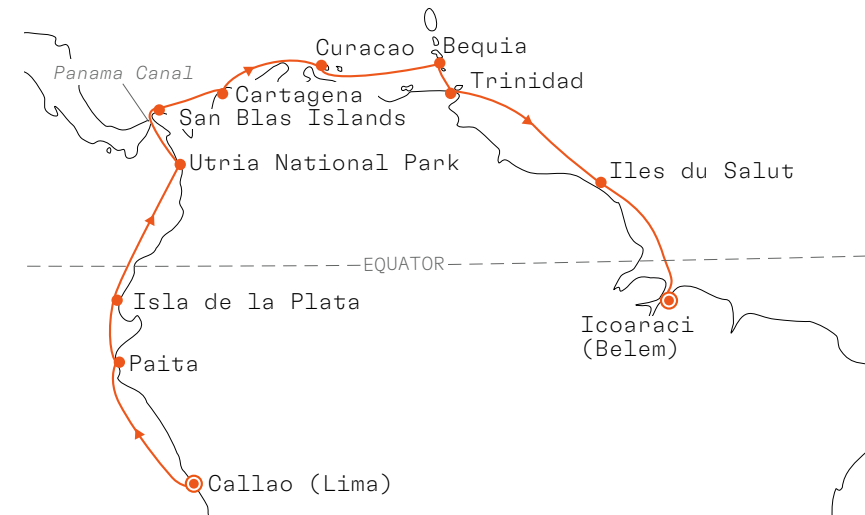 Curacao
Bequia
Panama Canal
Trinidad
Cartagena
San Blas Islands
Utria National Park
Iles du Salut
EQUATOR
Isla de la Plata
Icoaraci
(Belem)
Paita
Callao (Lima)